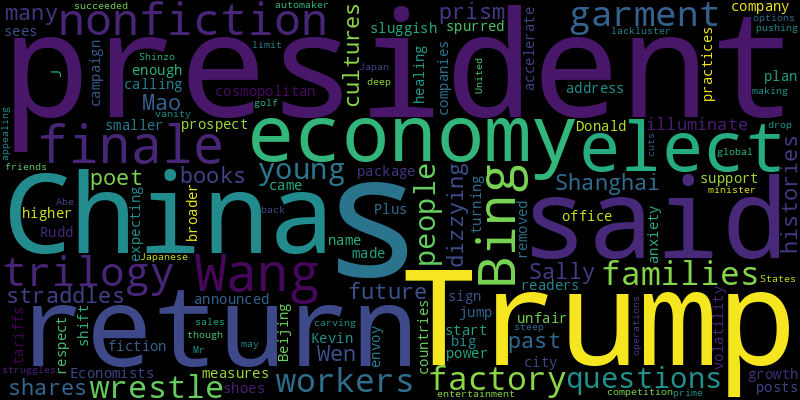 succeeded
automaker
company
many
nonfiction
prism
garment
options
sees
sluggish
spurred
pushing
lackluster
president
J
Shinzo
enough
campaign
cultures
healing
Japan
companies
United
accelerate
practices
calling
cosmopolitan
deep
address
plan
Mao
vanity
golf
limit
making
appealing
smaller
prospect
Donald
illuminate
drop
finale
economy
elect
cuts
global
friends
poet
books
young
package
people
dizzying
Bing
turning
removed
Shanghai
support
minister
histories
China
S
said
Abe
higher
broader
expecting
came
back
Plus
office
anxiety
Rudd
Japanese
name
made
trilogy
Wang
Sally
families
States
straddles
future
readers
return
Trump
announced
sign
jump
unfair
operations
steep
volatility
tariffs
respect
shift
sales
though
Beijing
carving
Kevin
start
big
past
fiction
Mr
may
Wen
envoy
countries
power
city
struggles
Economists
measures
factory
questions
growth
shares
wrestle
shoes
workers
posts
entertainment
competition
prime